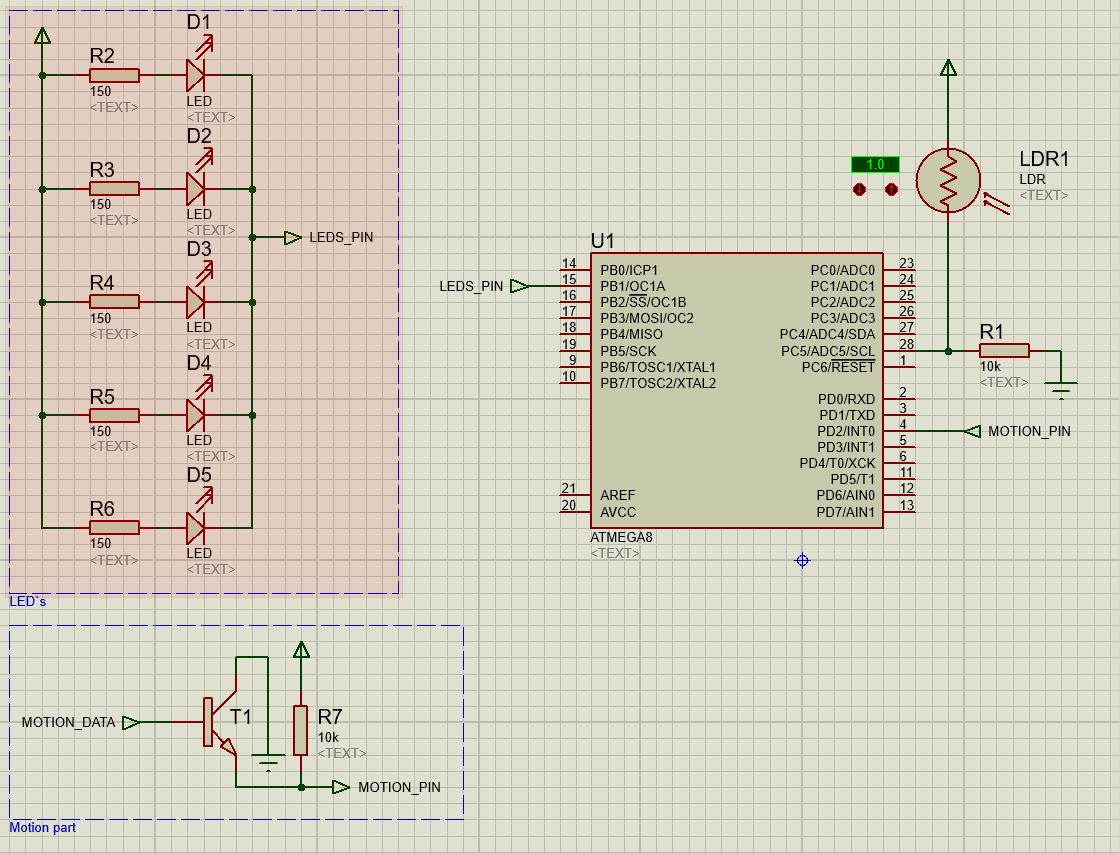 D1
R2
150
<TEXT>
LED
<TEXT>
D2
R3
150
<TEXT>
LED
<TEXT>
LEDS_PIN
D3
R4
150
<TEXT>
LED
<TEXT>
D4
R5
150
<TEXT>
LED
<TEXT>
D5
R6
150
<TEXT>
LED
<TEXT>
LED`s
MOTION_DATA
T1
R7
10k
<TEXT>
MOTION_PIN
Motion part
1.0
LDR1
LDR
<TEXT>
U1
LEDS_PIN
14 PB0/ICP1
15 PB1/OC1A
16 PB2/SS/OC1B
17 PB3/MOSI/OC2
18 PB4/MISO
19 PB5/SCK
9 PB6/TOSC1/XTAL1
10 PB7/TOSC2/XTAL2
21 AREF
20 AVCC
PC0/ADC0 23
PC1/ADC1 24
PC2/ADC2 25
PC3/ADC3 26
PC4/ADC4/SDA 27
PC5/ADC5/SCL 28
PC6/RESET 1
PD0/RXD 2
PD1/TXD 3
PD2/INT0 4
PD3/INT1 5
PD4/T0/XCK 6
PD5/T1 11
PD6/AIN0 12
PD7/AIN1 13
ATMEGA8
<TEXT>
R1
10k
<TEXT>
MOTION_PIN